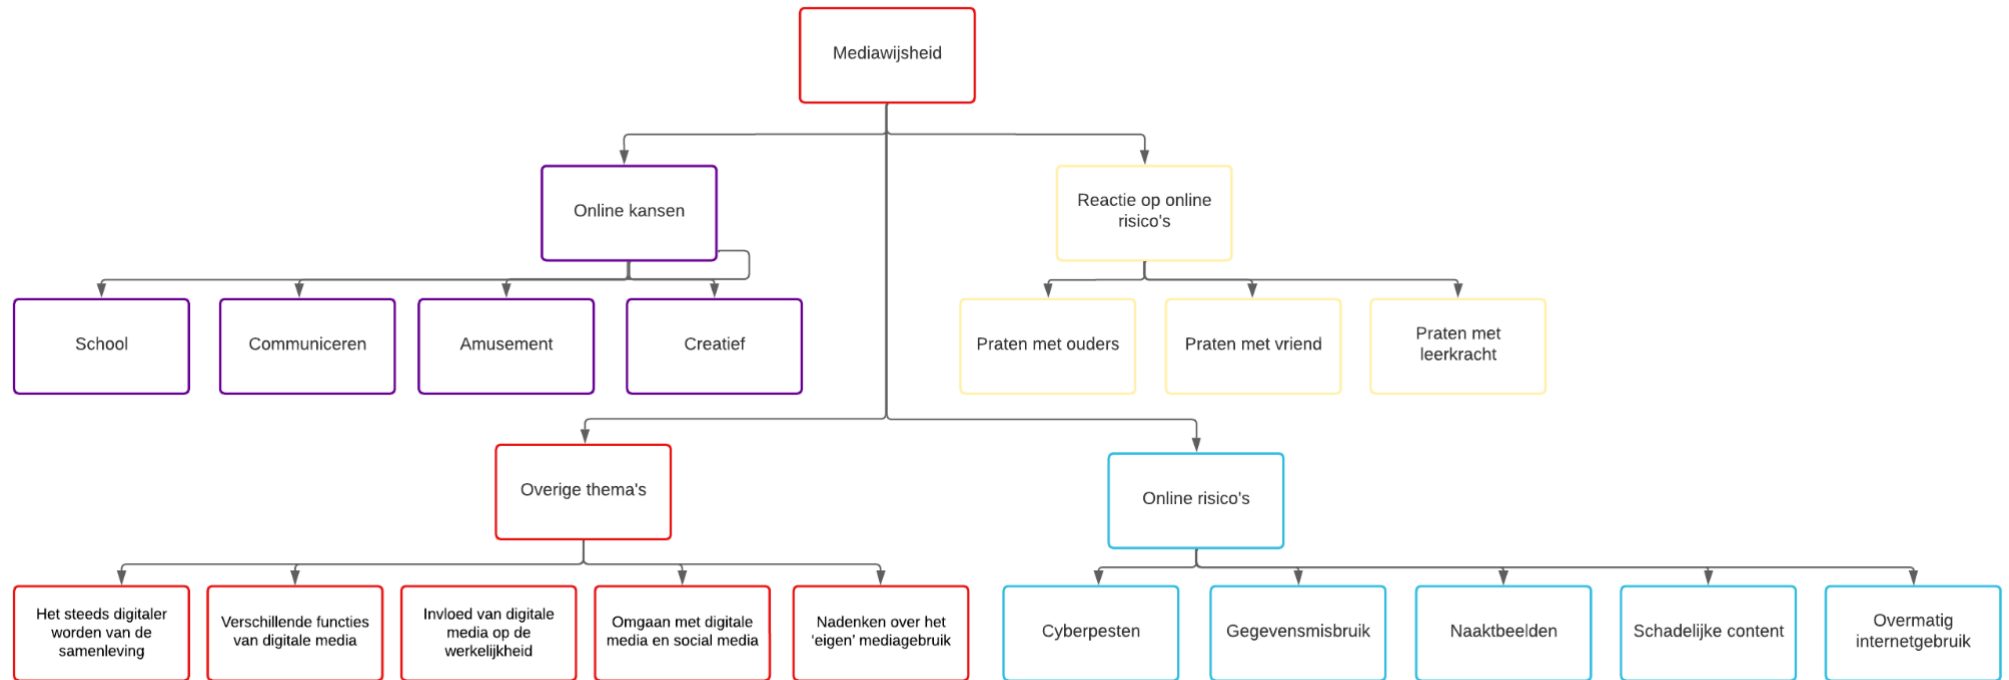 Mediawijsheid
Online kansen
Reactie op online
risico's
School
Communiceren
Amusement
Creatief
Praten met ouders
Praten met vriend
Praten met
leerkracht
Overige thema's
Online risico's
Het steeds digitaler
worden van de
samenleving
Verschillende functies
van digitale media
Invloed van digitale
media op de
werkelijkheid
Omgaan met digitale
media en social media
Nadenken over het
‘eigen’ mediagebruik
Cyberpesten
Gegevensmisbruik
Naaktbeelden
Schadelijke content
Overmatig
internetgebruik